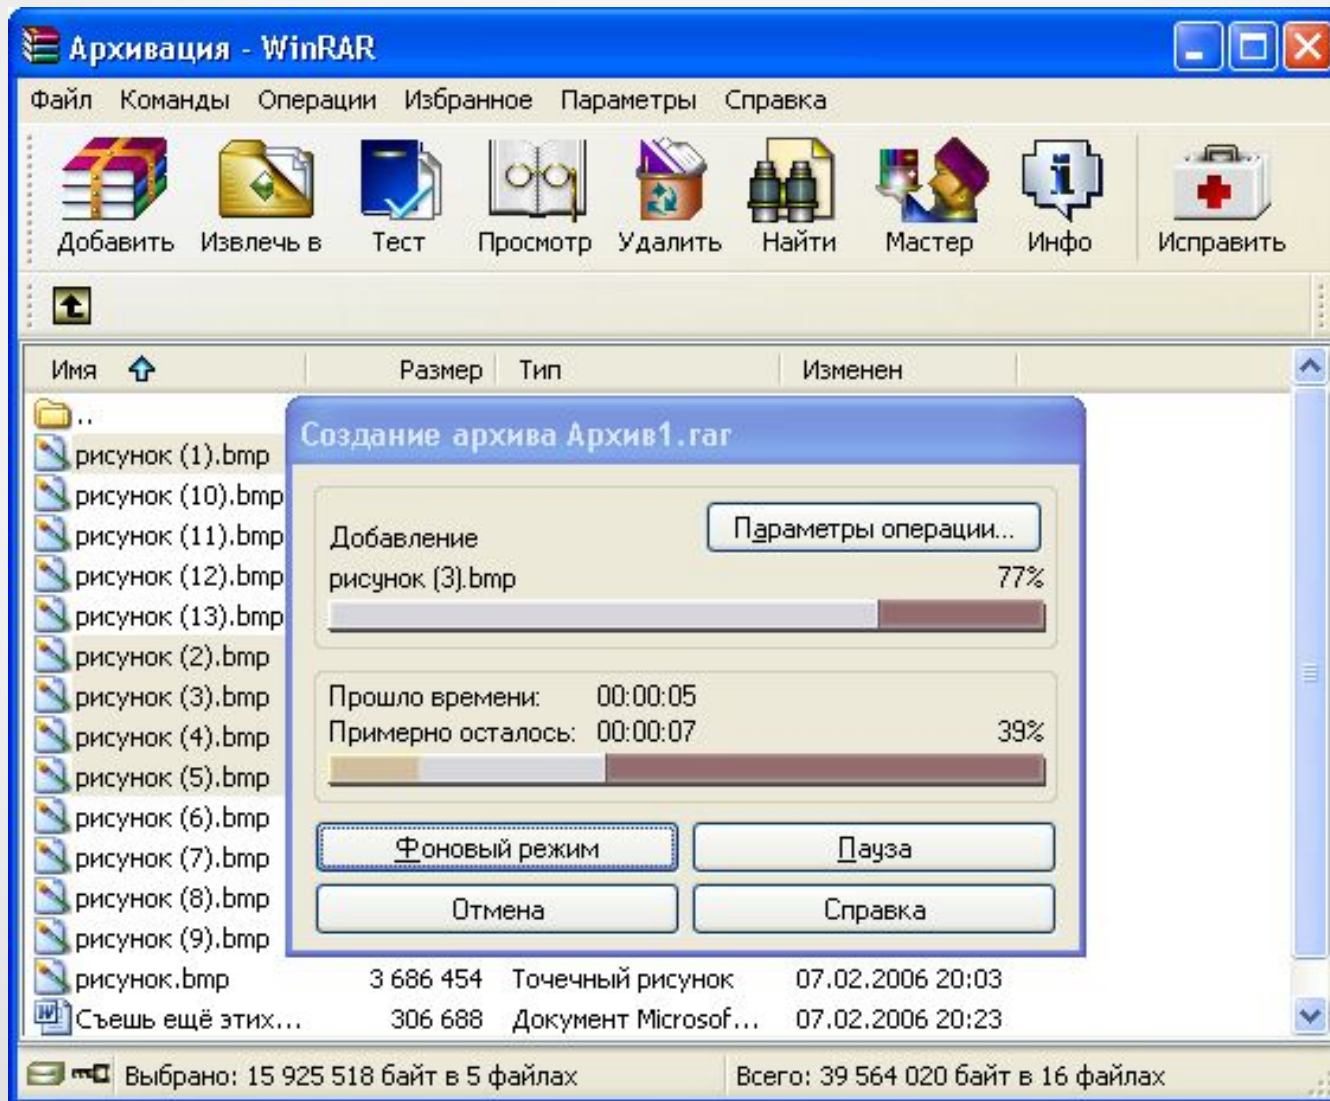 Архивация - WinRAR
Файл Команды Операции Избранное Параметры Справка
Добавить Извлечь в Тест Просмотр Удалить Найти Мастер Инфо Исправить
Имя Размер Тип Изменен
..
рисунок (1).bmp
рисунок (10).bmp
рисунок (11).bmp
рисунок (12).bmp
рисунок (13).bmp
рисунок (2).bmp
рисунок (3).bmp
рисунок (4).bmp
рисунок (5).bmp
рисунок (6).bmp
рисунок (7).bmp
рисунок (8).bmp
рисунок (9).bmp
рисунок.bmp 3 686 454 Точечный рисунок 07.02.2006 20:03
Съешь ещё этих... 306 688 Документ Microsof... 07.02.2006 20:23
Создание архива Архив1.rar
Параметры операции...
Добавление
рисунок (3).bmp 77%
Прошло времени: 00:00:05
Примерно осталось: 00:00:07 39%
Фоновый режим Пауза
Отмена Справка
Выбрано: 15 925 518 байт в 5 файлах Всего: 39 564 020 байт в 16 файлах